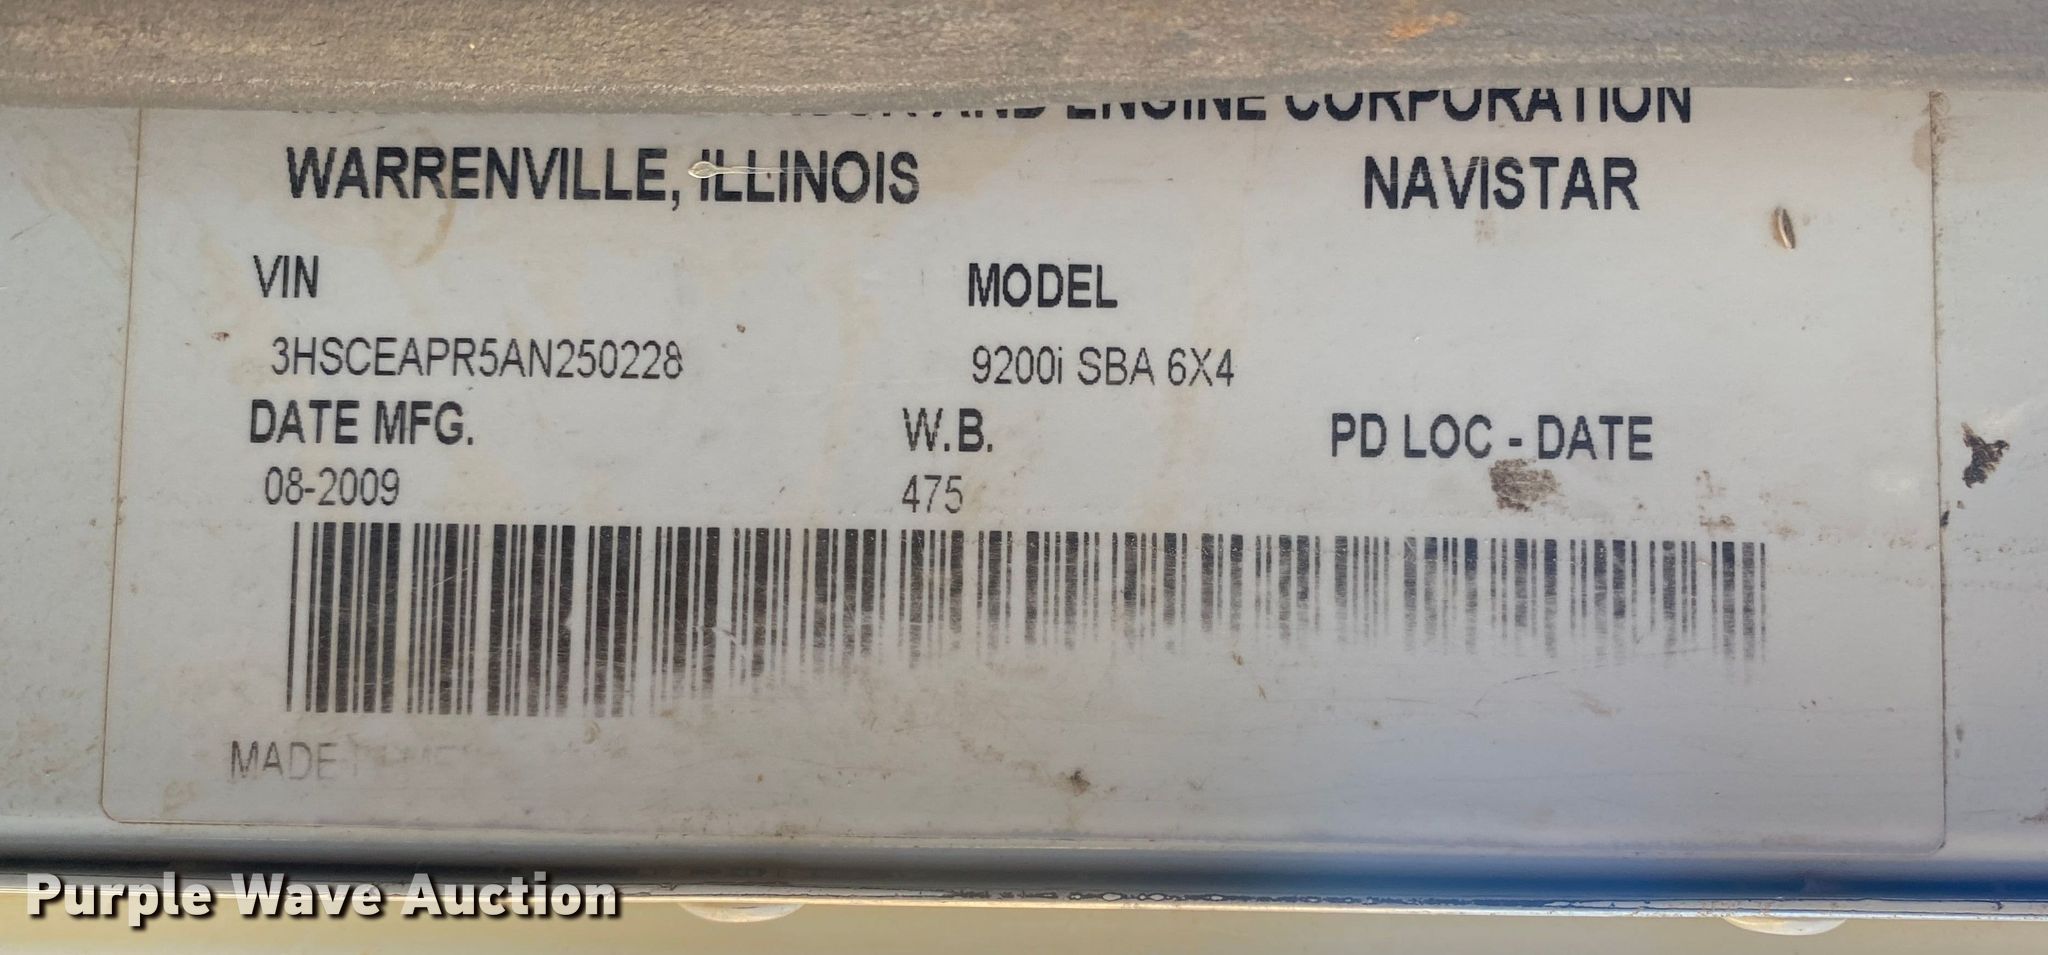 AND ENGINE CORPORATION
WARRENVILLE, ILLINOIS NAVISTAR
VIN MODEL
3HSCEAPR5AN250228 9200i SBA 6X4
DATE MFG. W.B. PD LOC - DATE
08-2009 475
MADE
Purple Wave Auction